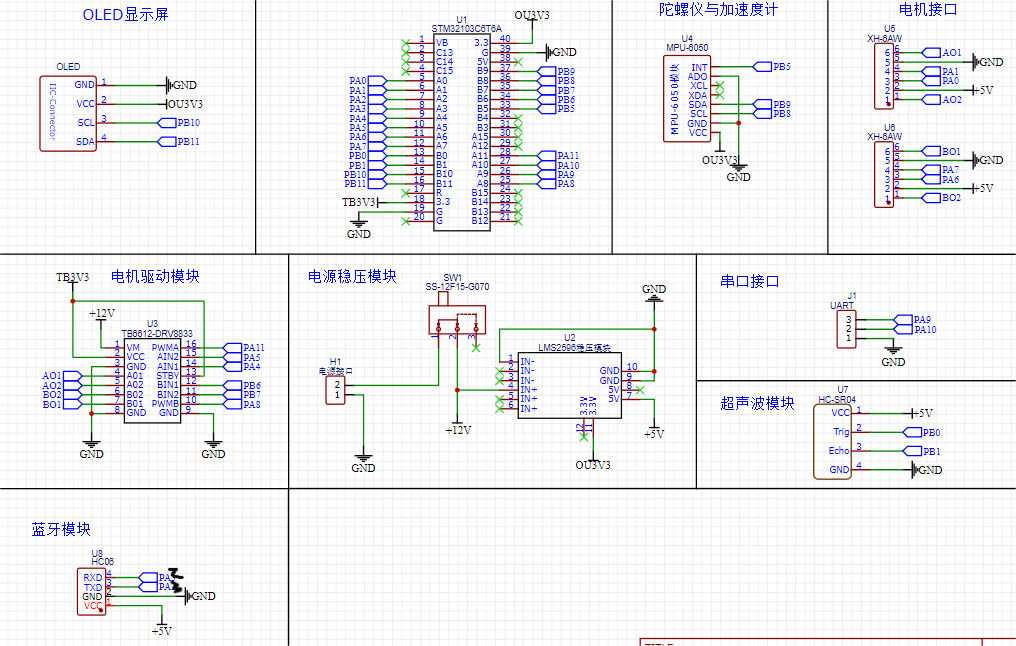 OLED显示屏
OLED
IIC-Connector
GND 1 GND
VCC 2 OU3V3
SCL 3 PB10
SDA 4 PB11
U1
STM32103C6T6A
OU3V3
1 VB 3.3 40
2 C13 G 39 GND
3 C14 5V 38
4 C15 B9 37 PB9
PA0 5 A0 B8 36 PB8
PA1 6 A1 B7 35 PB7
PA2 7 A2 B6 34 PB6
PA3 8 A3 B5 33 PB5
PA4 9 A4 B4 32
PA5 10 A5 B3 31
PA6 11 A6 A15 30
PA7 12 A7 A12 29
PB0 13 B0 A11 28 PA11
PB1 14 B1 A10 27 PA10
PB10 15 B10 A9 26 PA9
PB11 16 B11 A8 25 PA8
17 R B15 24
TB3V3 18 3.3 B14 23
19 G B13 22
20 G B12 21
GND
陀螺仪与加速度计
U4
MPU-6050
MPU-6050模块
INT PB5
ADO
XCL
XDA
SDA PB9
SCL PB8
GND
VCC
OU3V3
GND
电机接口
U5
XH-6AW
6 6 AO1
5 5 GND
4 4 PA1
3 3 PA0
2 2 +5V
1 1 AO2
U6
XH-6AW
6 6 BO1
5 5 GND
4 4 PA7
3 3 PA6
2 2 +5V
1 1 BO2
电机驱动模块
TB3V3
+12V
U3
TB6612-DRV8833
1 VM PWMA 16 PA11
2 VCC AIN2 15 PA5
3 GND AIN1 14 PA4
AO1 4 A01 STBY 13
AO2 5 A02 BIN1 12 PB6
BO2 6 B02 BIN2 11 PB7
BO1 7 B01 PWMB 10 PA8
8 GND GND 9
GND
GND
电源稳压模块
SW1
SS-12F15-G070
1 2 3
H1
电源接口
2
1
GND
+12V
U2
LMS2596稳压模块
GND
1 IN- GND 10
2 IN- GND 9
3 IN- 5V 8
4 IN+ 5V 7
5 IN+
6 IN+
3.3V 3.3V
12 11
OU3V3
+5V
串口接口
J1
UART
3 PA9
2 PA10
1
GND
超声波模块
U7
HC-SR04
VCC 1 +5V
Trig 2 PB0
Echo 3 PB1
GND 4 GND
蓝牙模块
U8
HC06
RXD 4 PA
TXD 3 PA
GND 2 GND
VCC 1
+5V